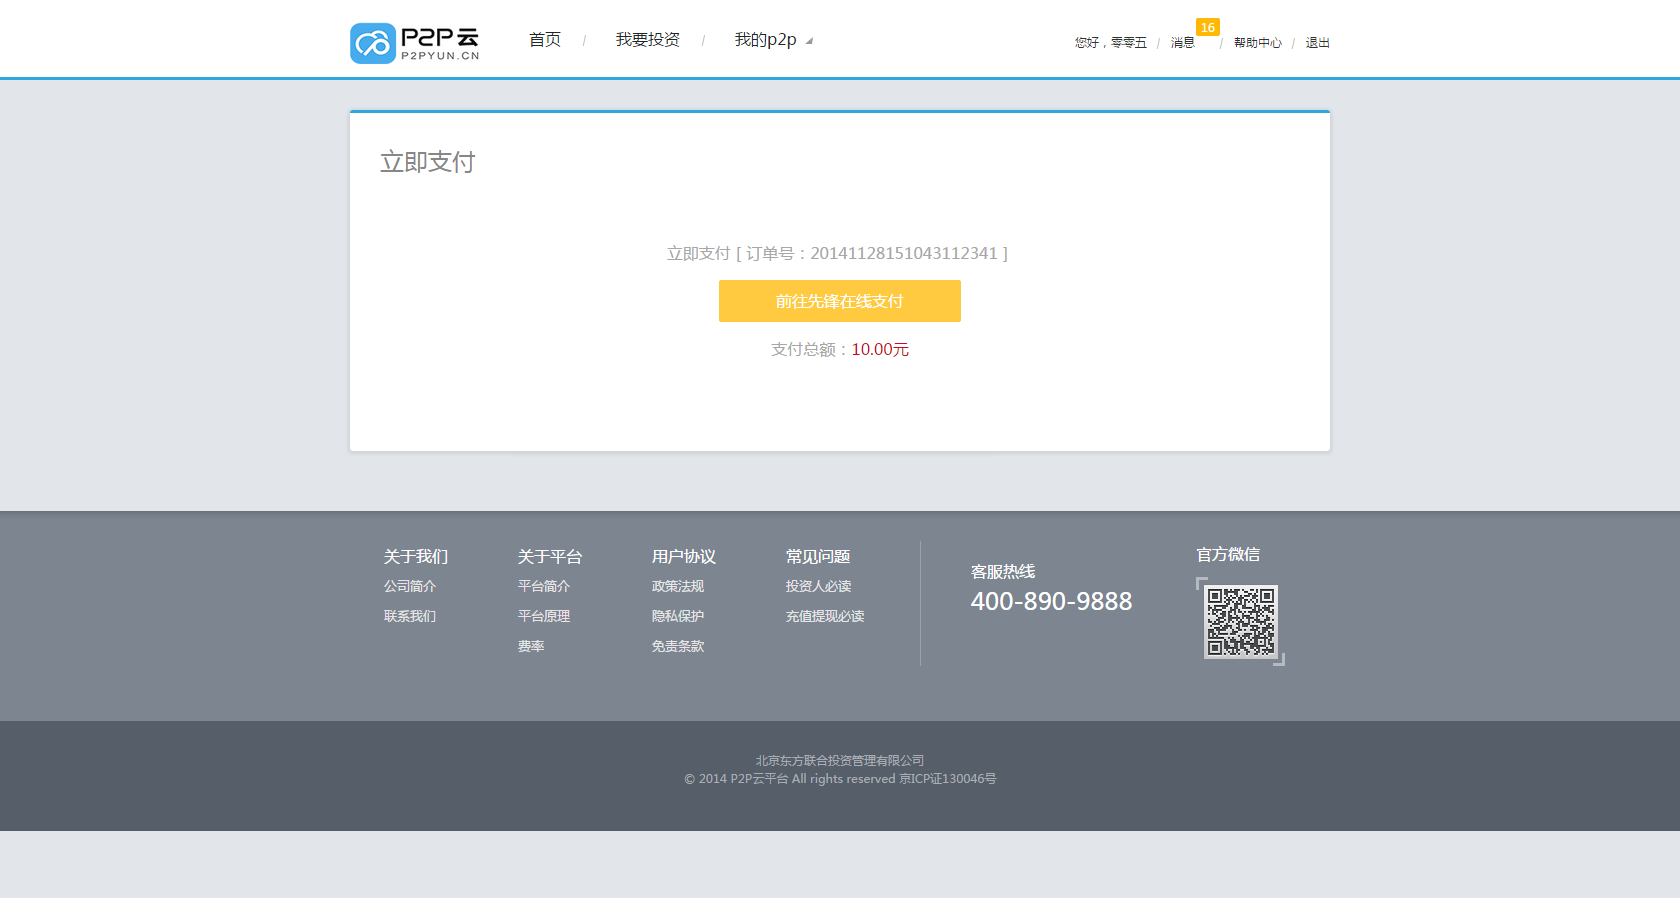 P2P云
P2PYUN.CN
首页 / 我要投资 / 我的p2p
您好，零零五 / 消息 16 / 帮助中心 / 退出
立即支付
立即支付 [ 订单号：20141128151043112341 ]
前往先锋在线支付
支付总额：10.00元
关于我们
公司简介
联系我们
关于平台
平台简介
平台原理
费率
用户协议
政策法规
隐私保护
免责条款
常见问题
投资人必读
充值提现必读
客服热线
400-890-9888
官方微信
北京东方联合投资管理有限公司
© 2014 P2P云平台 All rights reserved 京ICP证130046号